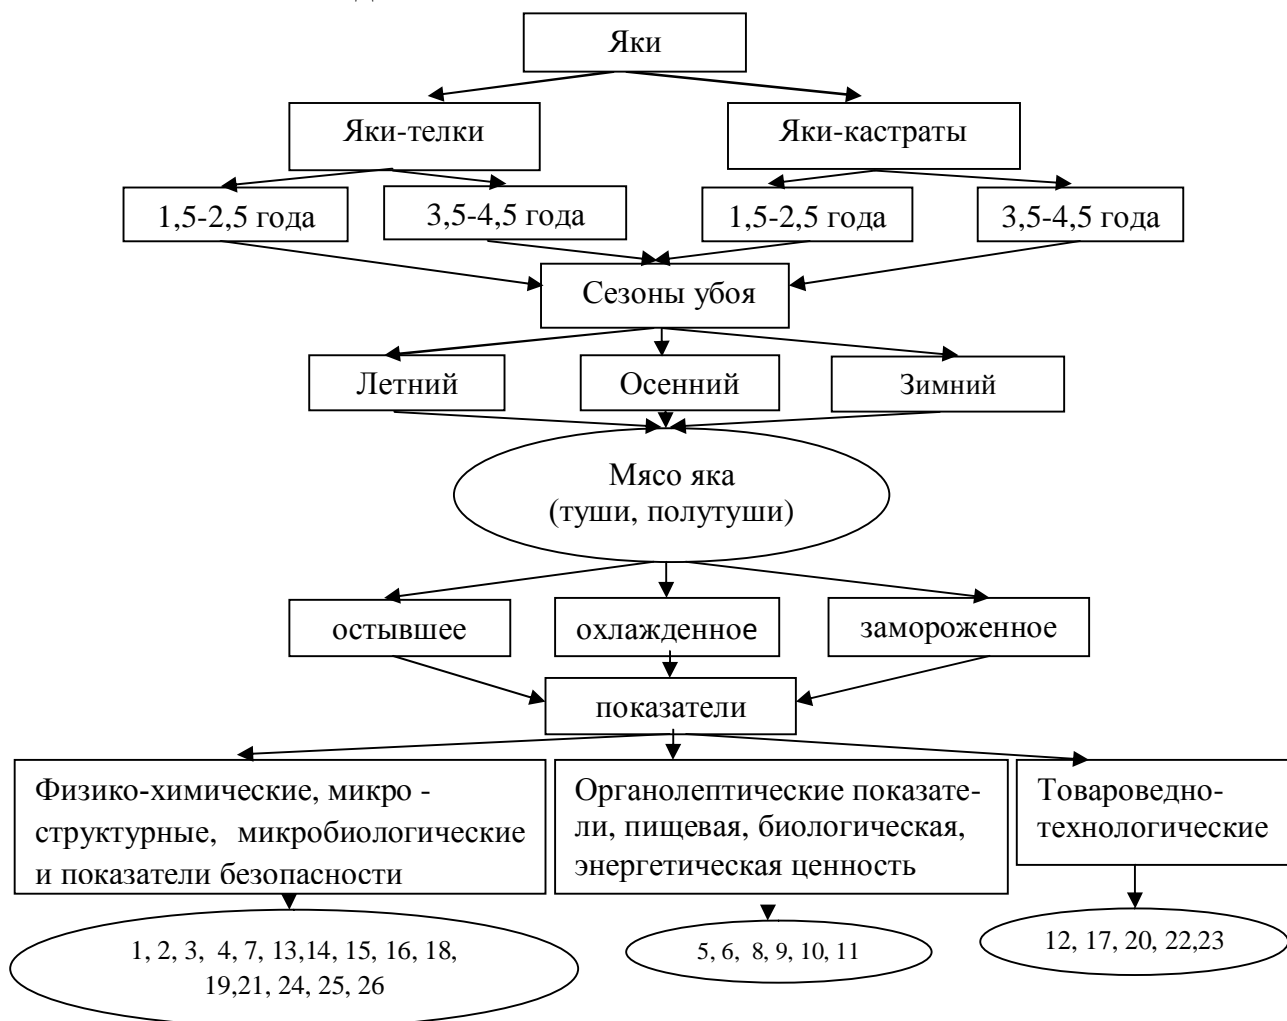 Яки
Яки-телки
Яки-кастраты
1,5-2,5 года
3,5-4,5 года
1,5-2,5 года
3,5-4,5 года
Сезоны убоя
Летний
Осенний
Зимний
Мясо яка
(туши, полутуши)
остывшее
охлажденное
замороженное
показатели
Физико-химические, микро -
структурные, микробиологические
и показатели безопасности
Органолептические показате-
ли, пищевая, биологическая,
энергетическая ценность
Товароведно-
технологические
1, 2, 3, 4, 7, 13,14, 15, 16, 18,
19,21, 24, 25, 26
5, 6, 8, 9, 10, 11
12, 17, 20, 22,23